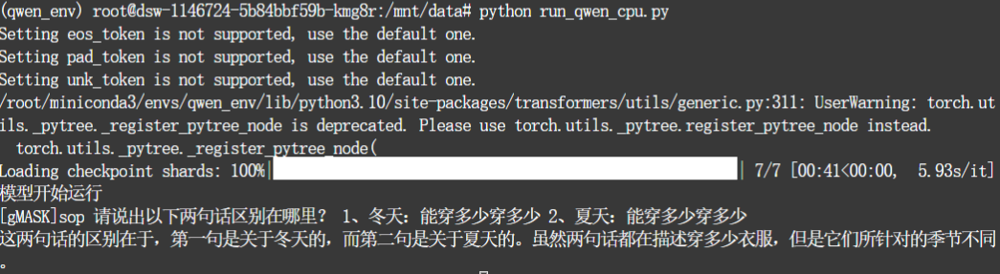 (qwen_env) root@dsw-1146724-5b84bbf59b-kmg8r:/mnt/data# python run_qwen_cpu.py
Setting eos_token is not supported, use the default one.
Setting pad_token is not supported, use the default one.
Setting unk_token is not supported, use the default one.
/root/miniconda3/envs/qwen_env/lib/python3.10/site-packages/transformers/utils/generic.py:311: UserWarning: torch.ut
ils._pytree._register_pytree_node is deprecated. Please use torch.utils._pytree.register_pytree_node instead.
  torch.utils._pytree._register_pytree_node(
Loading checkpoint shards: 100%| | 7/7 [00:41<00:00,  5.93s/it]
模型开始运行
[gMASK]sop 请说出以下两句话区别在哪里？ 1、冬天：能穿多少穿多少 2、夏天：能穿多少穿多少
这两句话的区别在于，第一句是关于冬天的，而第二句是关于夏天的。虽然两句话都在描述穿多少衣服，但是它们所针对的季节不同
。